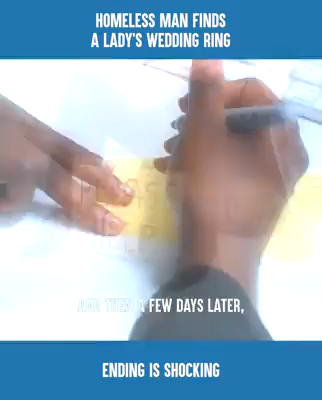 HOMELESS MAN FINDS
A LADY'S WEDDING RING
AND THEN A FEW DAYS LATER,
ENDING IS SHOCKING